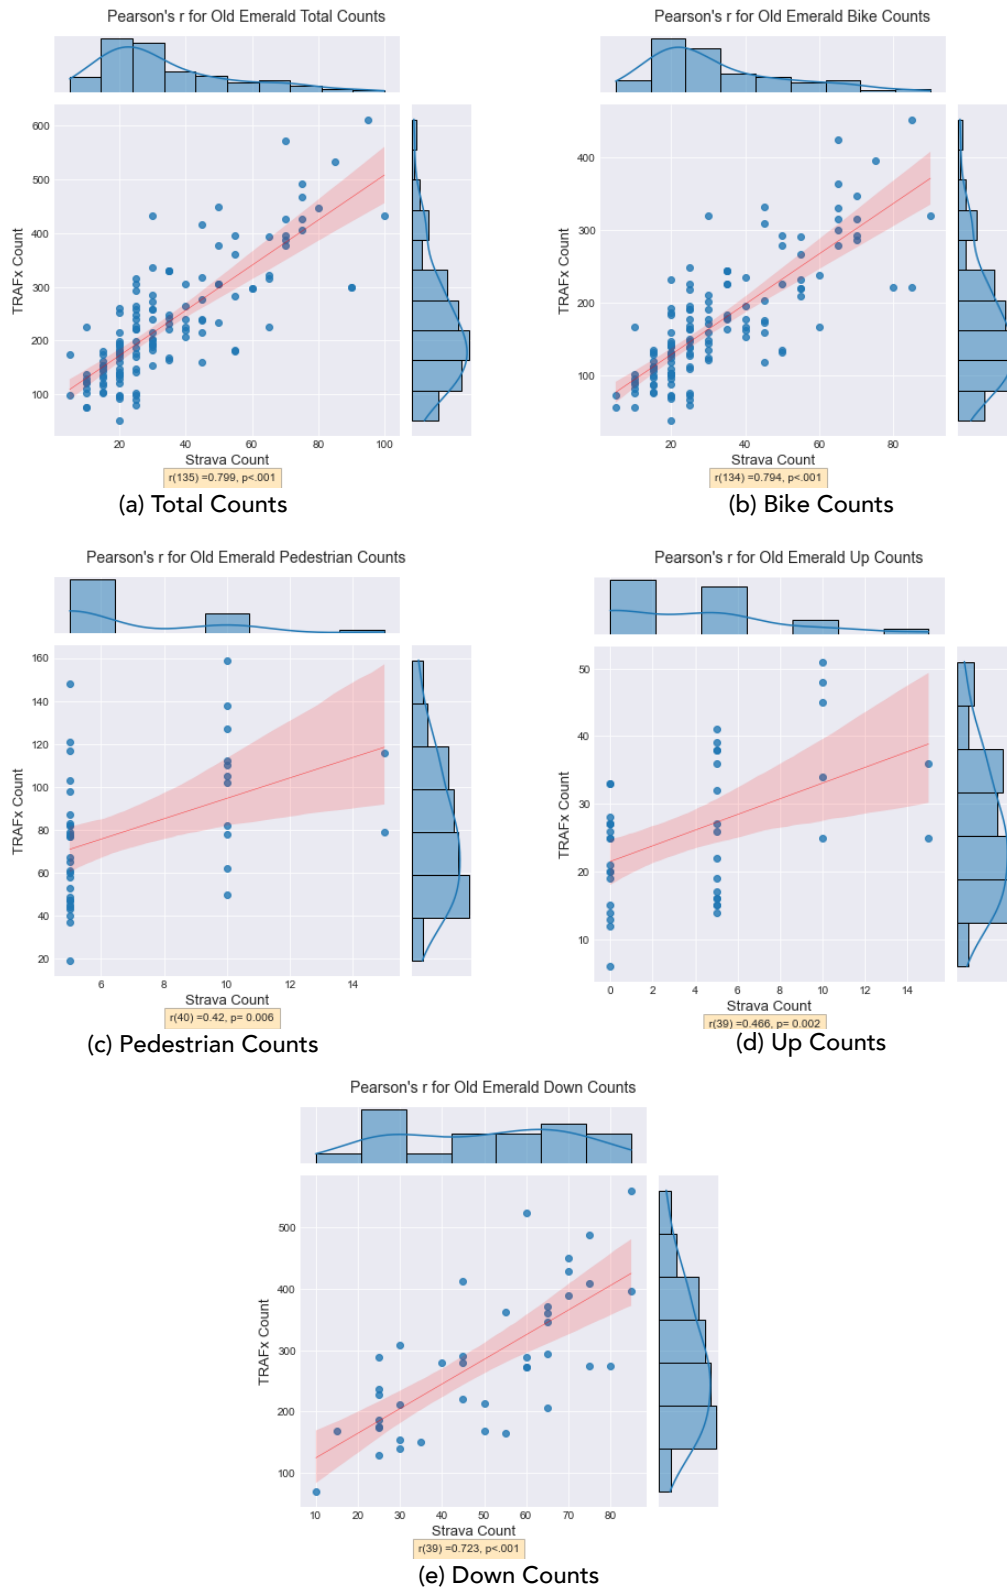 Pearson's r for Old Emerald Total Counts
TRAFx Count
600
500
400
300
200
100
20 40 60 80 100
Strava Count
r(135) =0.799, p<.001
(a) Total Counts
Pearson's r for Old Emerald Bike Counts
TRAFx Count
400
300
200
100
20 40 60 80
Strava Count
r(134) =0.794, p<.001
(b) Bike Counts
Pearson's r for Old Emerald Pedestrian Counts
TRAFx Count
160
140
120
100
80
60
40
20
6 8 10 12 14
Strava Count
r(40) =0.42, p= 0.006
(c) Pedestrian Counts
Pearson's r for Old Emerald Up Counts
TRAFx Count
50
40
30
20
10
0 2 4 6 8 10 12 14
Strava Count
r(39) =0.466, p= 0.002
(d) Up Counts
Pearson's r for Old Emerald Down Counts
TRAFx Count
500
400
300
200
100
10 20 30 40 50 60 70 80
Strava Count
r(39) =0.723, p<.001
(e) Down Counts